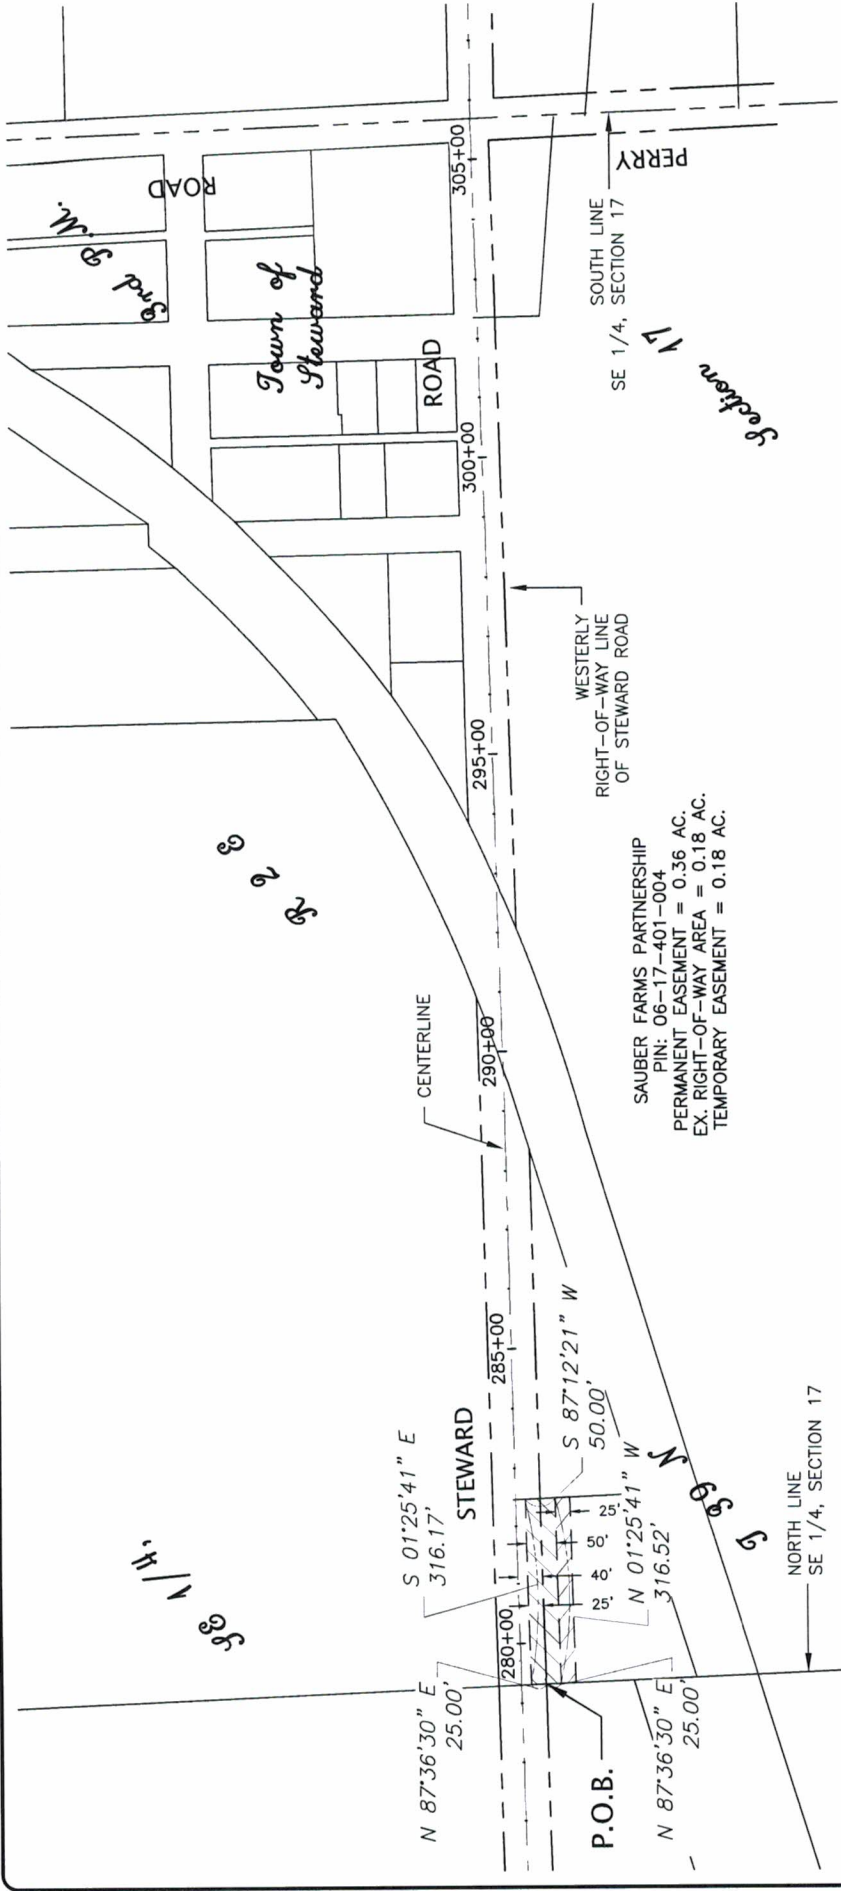 SE 1/4,
R 2 E
3rd P.M.
Town of
Steward
ROAD
CENTERLINE
STEWARD
ROAD
280+00
285+00
290+00
295+00
300+00
305+00
PERRY
S 01°25'41" E
316.17'
N 87°36'30" E
25.00'
S 87°12'21" W
50.00'
25'
50'
40'
25'
N 01°25'41" W
316.52'
P.O.B.
N 87°36'30" E
25.00'
T 39 N
NORTH LINE
SE 1/4, SECTION 17
SAUBER FARMS PARTNERSHIP
PIN: 06-17-401-004
PERMANENT EASEMENT = 0.36 AC.
EX. RIGHT-OF-WAY AREA = 0.18 AC.
TEMPORARY EASEMENT = 0.18 AC.
WESTERLY
RIGHT-OF-WAY LINE
OF STEWARD ROAD
SOUTH LINE
SE 1/4, SECTION 17
Section 17